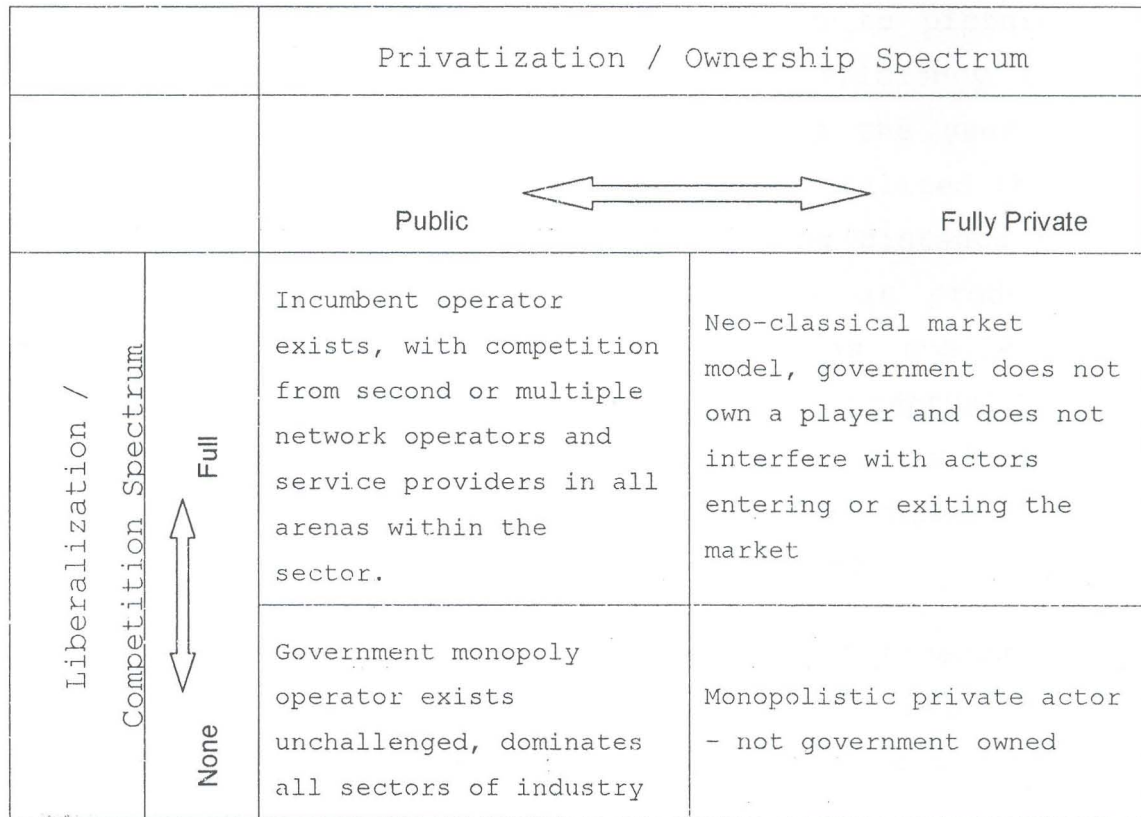 Privatization / Ownership Spectrum
Public
Fully Private
Liberalization /
Competition Spectrum
Full
None
Incumbent operator
exists, with competition
from second or multiple
network operators and
service providers in all
arenas within the
sector.
Neo-classical market
model, government does not
own a player and does not
interfere with actors
entering or exiting the
market
Government monopoly
operator exists
unchallenged, dominates
all sectors of industry
Monopolistic private actor
- not government owned